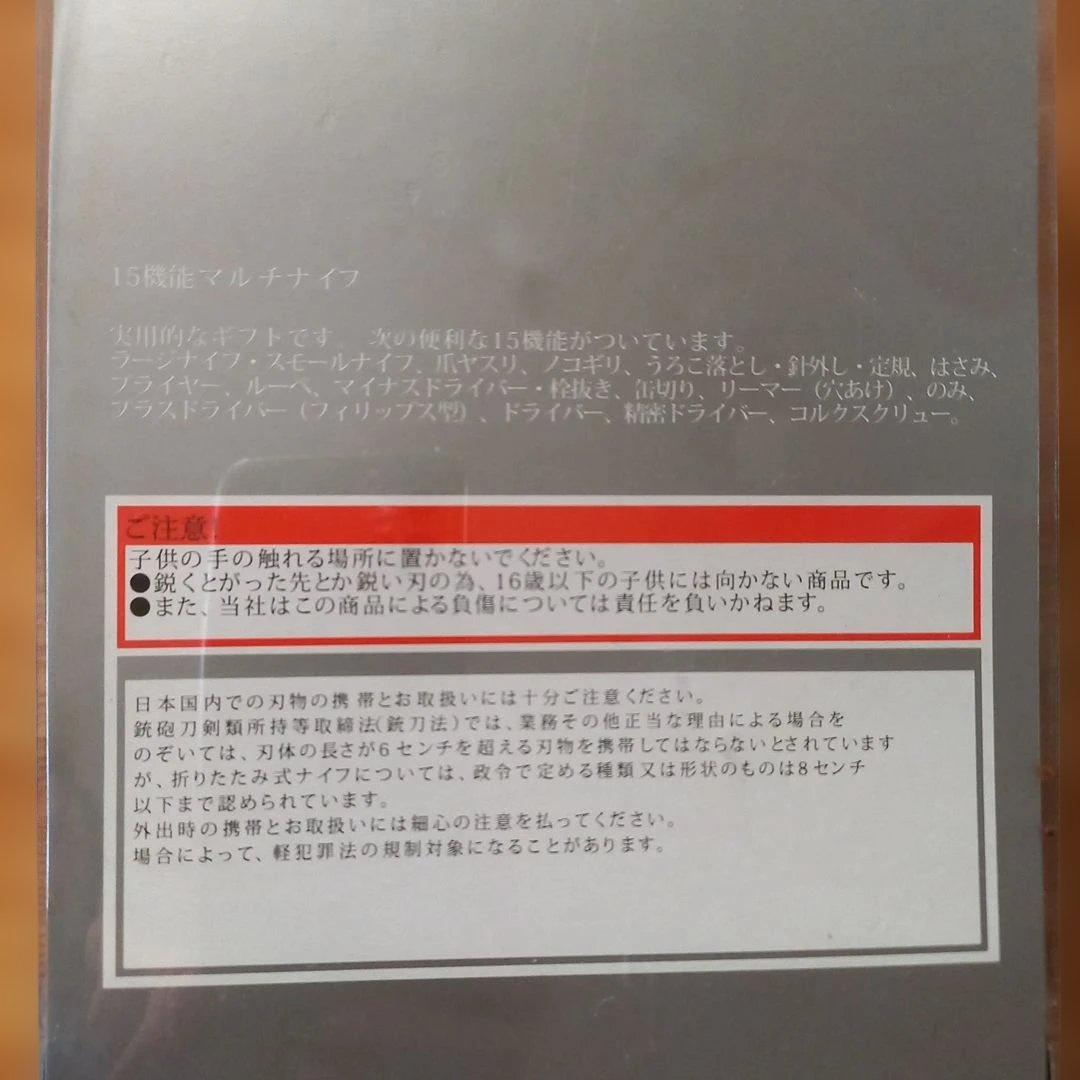 15機能マルチナイフ
実用的なギフトです。 次の便利な15機能がついています。
ラージナイフ・スモールナイフ、爪ヤスリ、ノコギリ、うろこ落とし・針外し・定規、はさみ、
プライヤー、ルーペ、マイナスドライバー・栓抜き、缶切り、リーマー（穴あけ）、のみ、
プラスドライバー（フィリップス型）、ドライバー、精密ドライバー、コルクスクリュー。
ご注意
子供の手の触れる場所に置かないでください。
●鋭くとがった先とか鋭い刃の為、16歳以下の子供には向かない商品です。
●また、当社はこの商品による負傷については責任を負いかねます。
日本国内での刃物の携帯とお取扱いには十分ご注意ください。
銃砲刀剣類所持等取締法(銃刀法)では、業務その他正当な理由による場合を
のぞいては、刃体の長さが6センチを超える刃物を携帯してはならないとされています
が、折りたたみ式ナイフについては、政令で定める種類又は形状のものは8センチ
以下まで認められています。
外出時の携帯とお取扱いには細心の注意を払ってください。
場合によって、軽犯罪法の規制対象になることがあります。